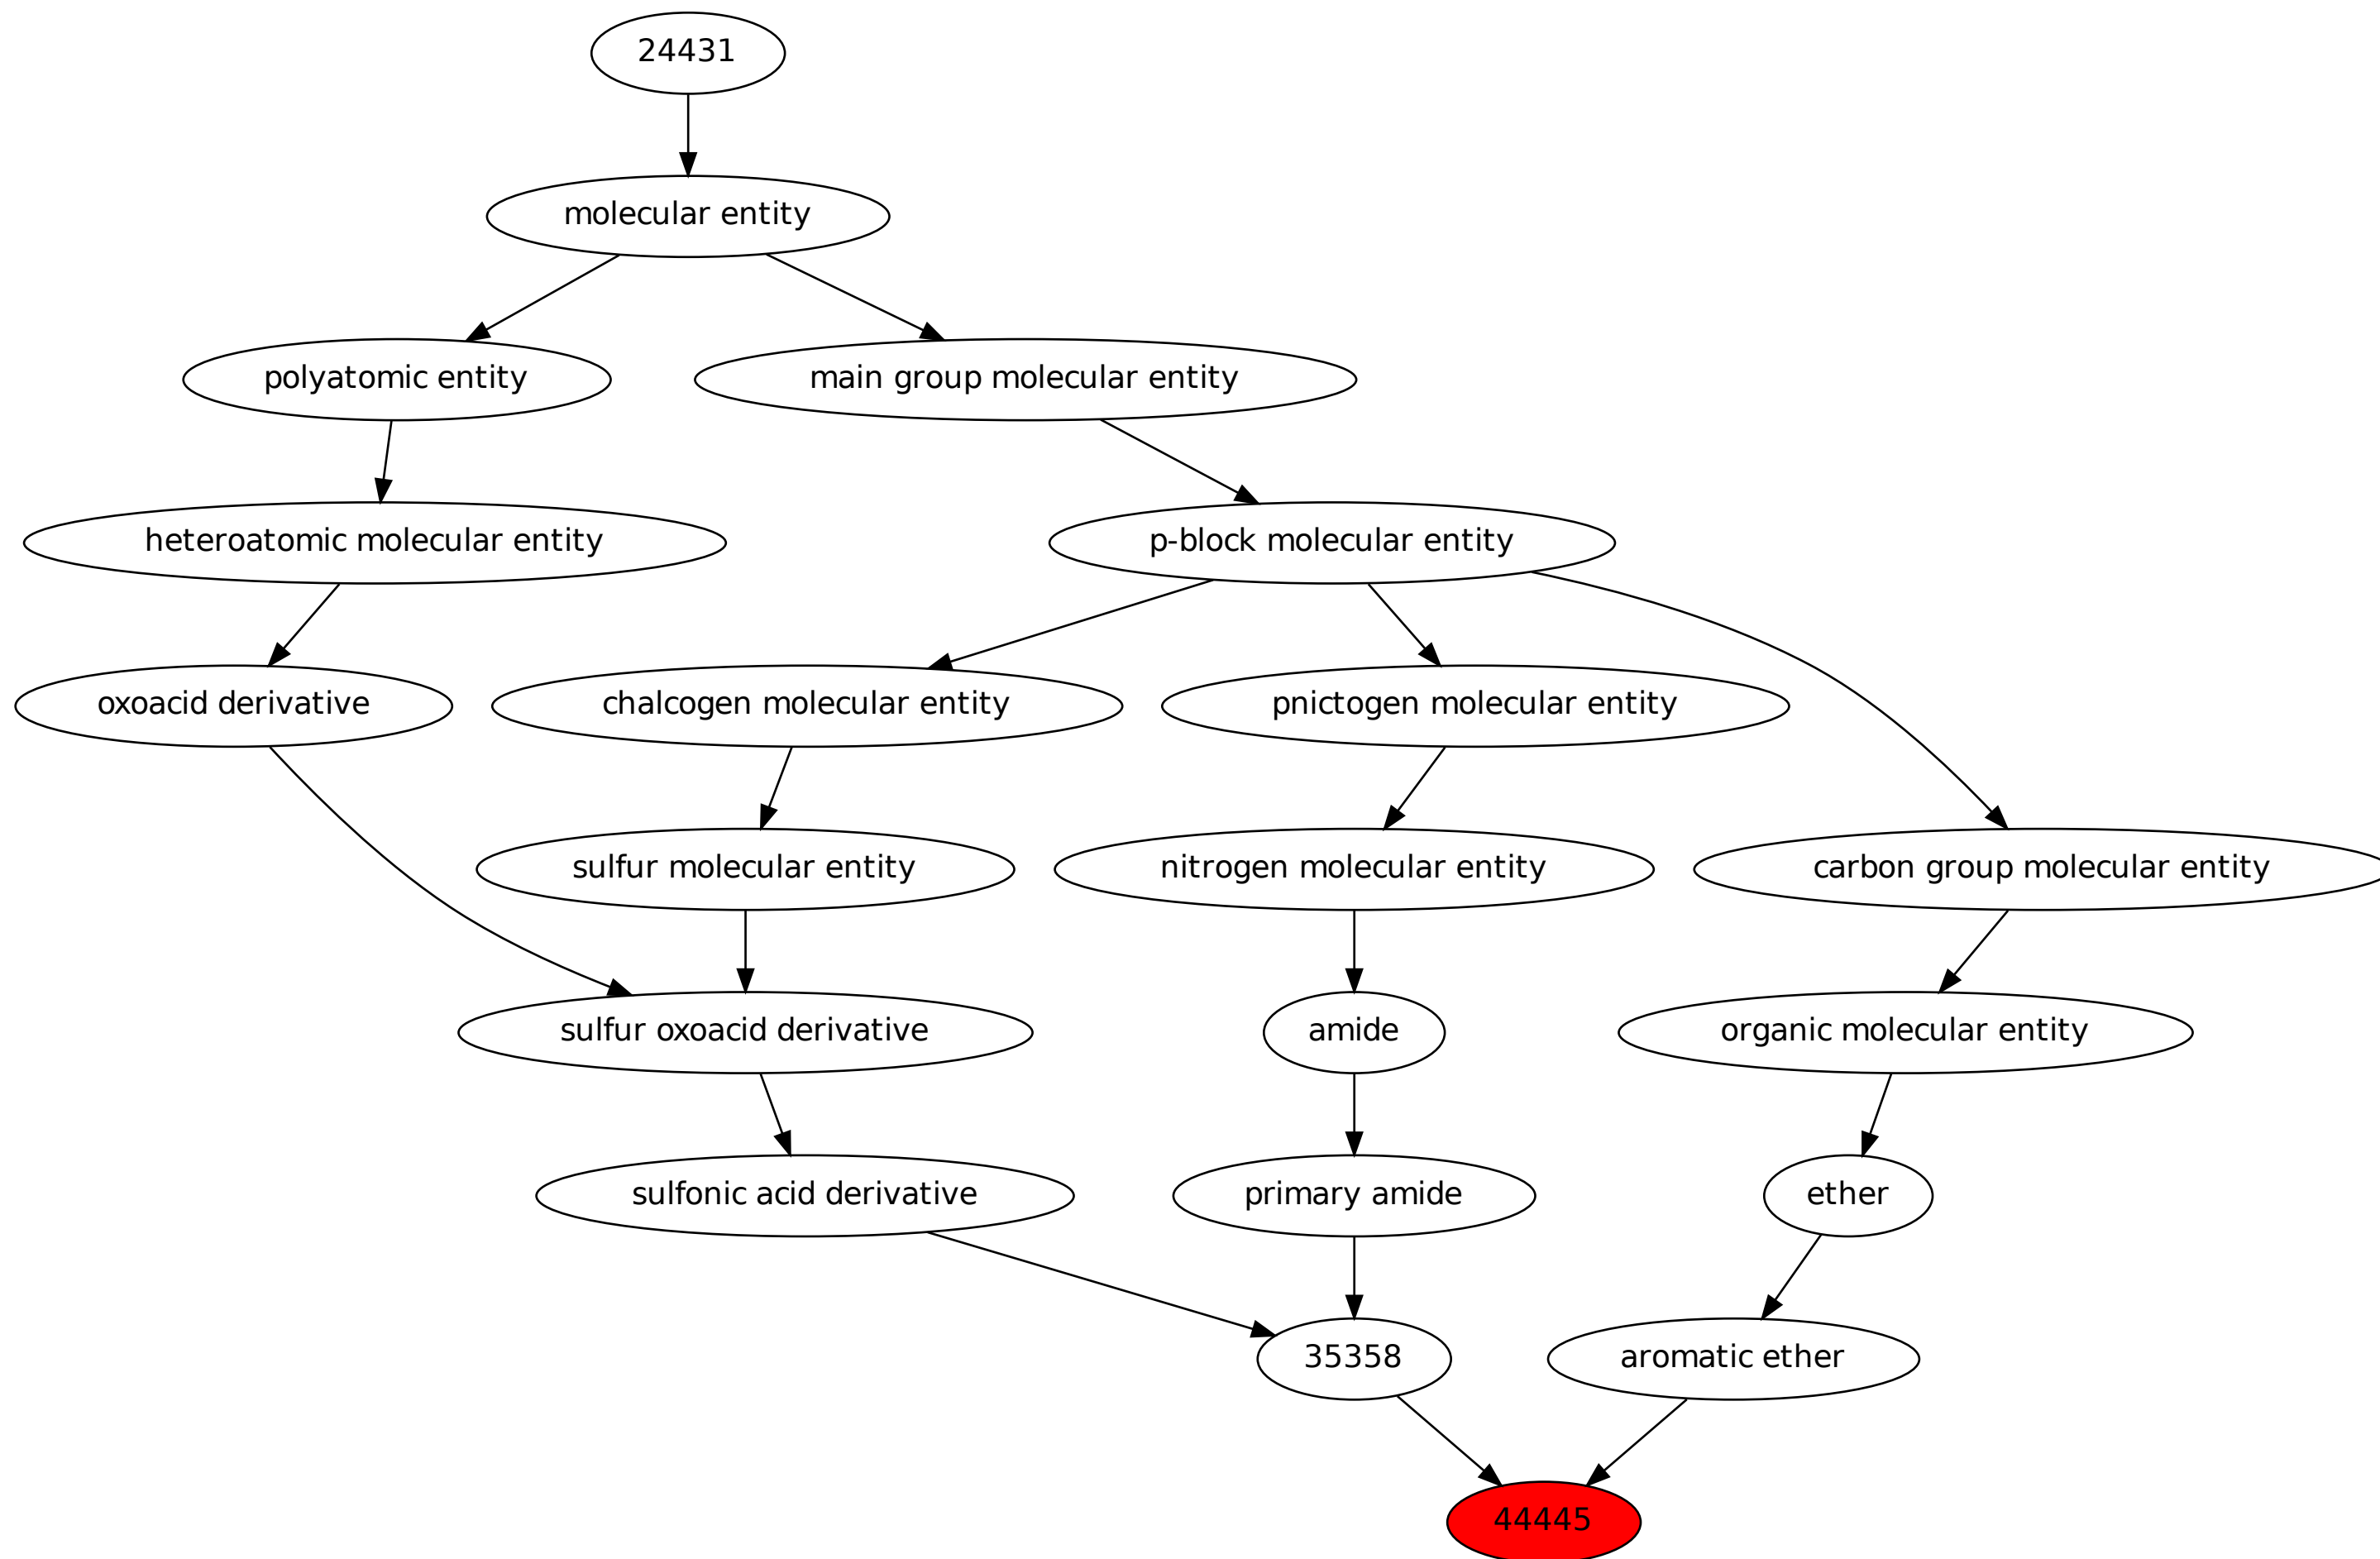 24431
molecular entity
polyatomic entity
main group molecular entity
heteroatomic molecular entity
p-block molecular entity
oxoacid derivative
chalcogen molecular entity
pnictogen molecular entity
sulfur molecular entity
nitrogen molecular entity
carbon group molecular entity
sulfur oxoacid derivative
amide
organic molecular entity
sulfonic acid derivative
primary amide
ether
35358
aromatic ether
44445